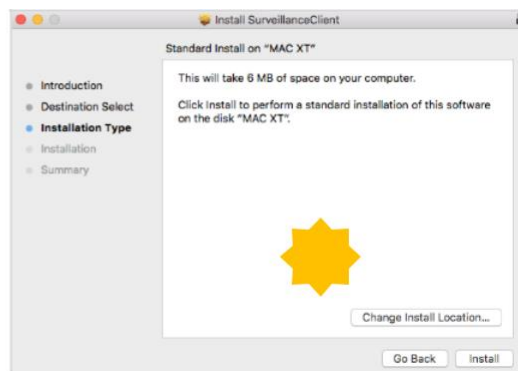 Install SurveillanceClient
Standard Install on "MAC XT"
Introduction
Destination Select
Installation Type
Installation
Summary
This will take 6 MB of space on your computer.
Click Install to perform a standard installation of this software
on the disk "MAC XT".
Change Install Location...
Go Back
Install